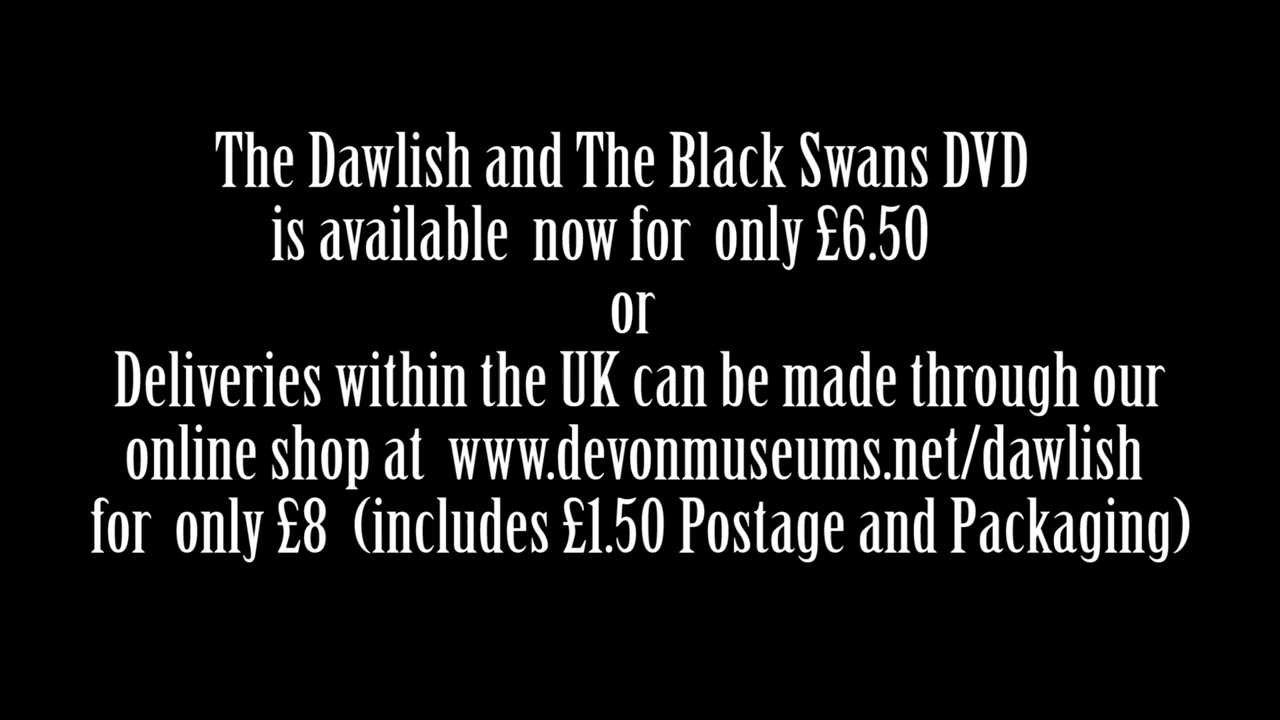 The Dawlish and The Black Swans DVD
is available now for only £6.50
or
Deliveries within the UK can be made through our
online shop at www.devonmuseums.net/dawlish
for only £8 (includes £1.50 Postage and Packaging)